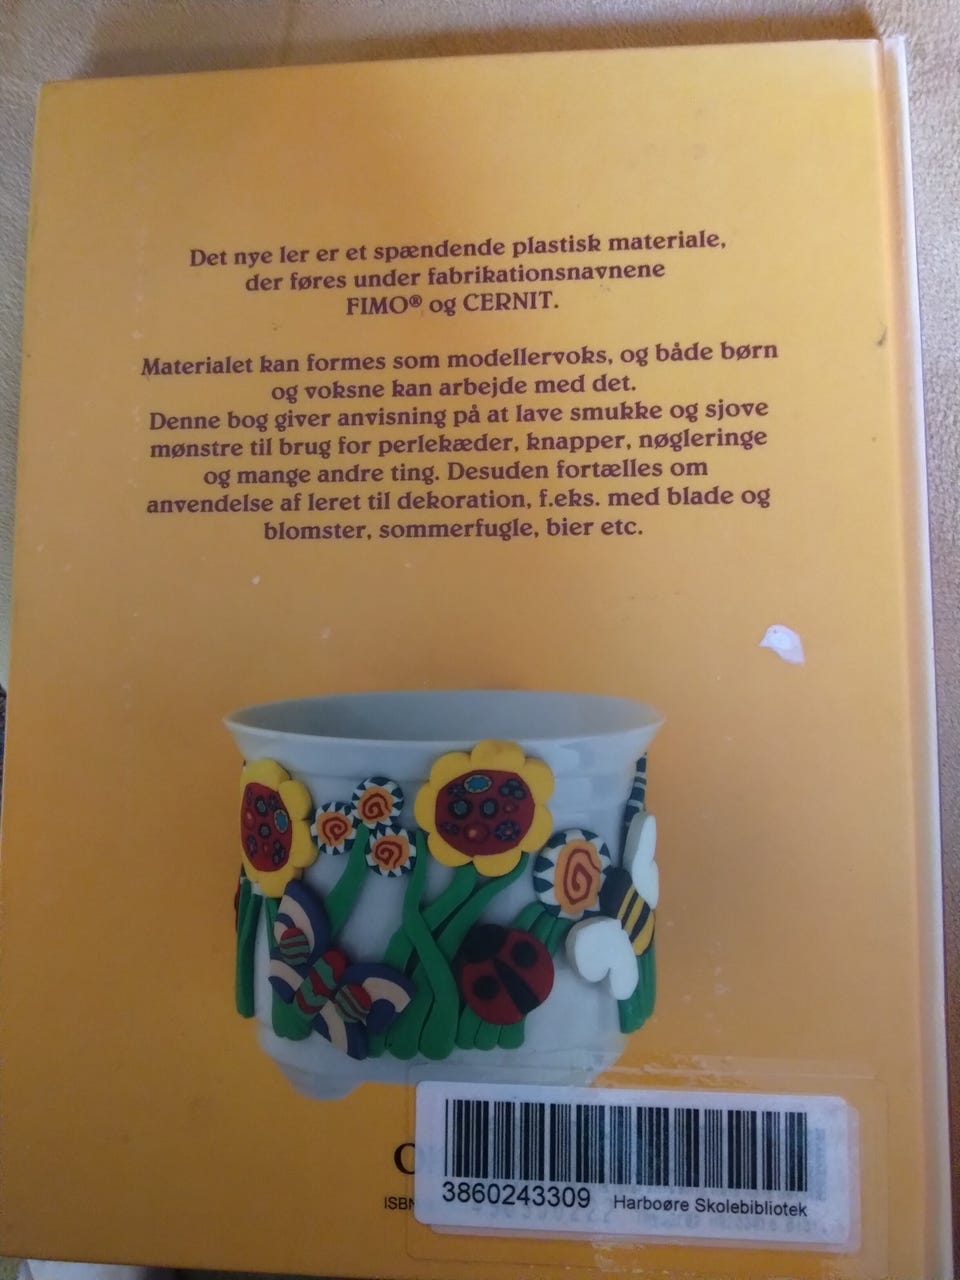 Det nye ler er et spændende plastisk materiale,
der føres under fabrikationsnavnene
FIMO® og CERNIT.
Materialet kan formes som modellervoks, og både børn
og voksne kan arbejde med det.
Denne bog giver anvisning på at lave smukke og sjove
mønstre til brug for perlekæder, knapper, nøgleringe
og mange andre ting. Desuden fortælles om
anvendelse af leret til dekoration, f.eks. med blade og
blomster, sommerfugle, bier etc.
ISBN
3860243309 Harboøre Skolebibliotek